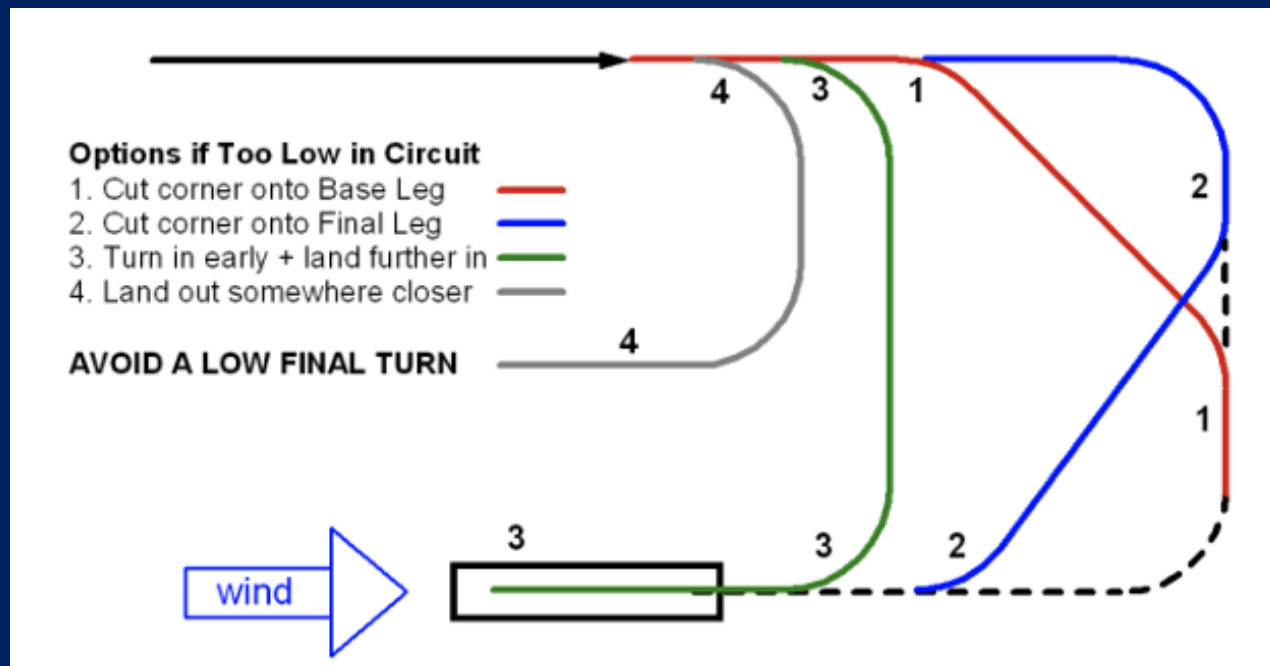 4
3
1
Options if Too Low in Circuit
1. Cut corner onto Base Leg
2. Cut corner onto Final Leg
2
3. Turn in early + land further in
4. Land out somewhere closer
4
AVOID A LOW FINAL TURN
1
3
3
2
wind